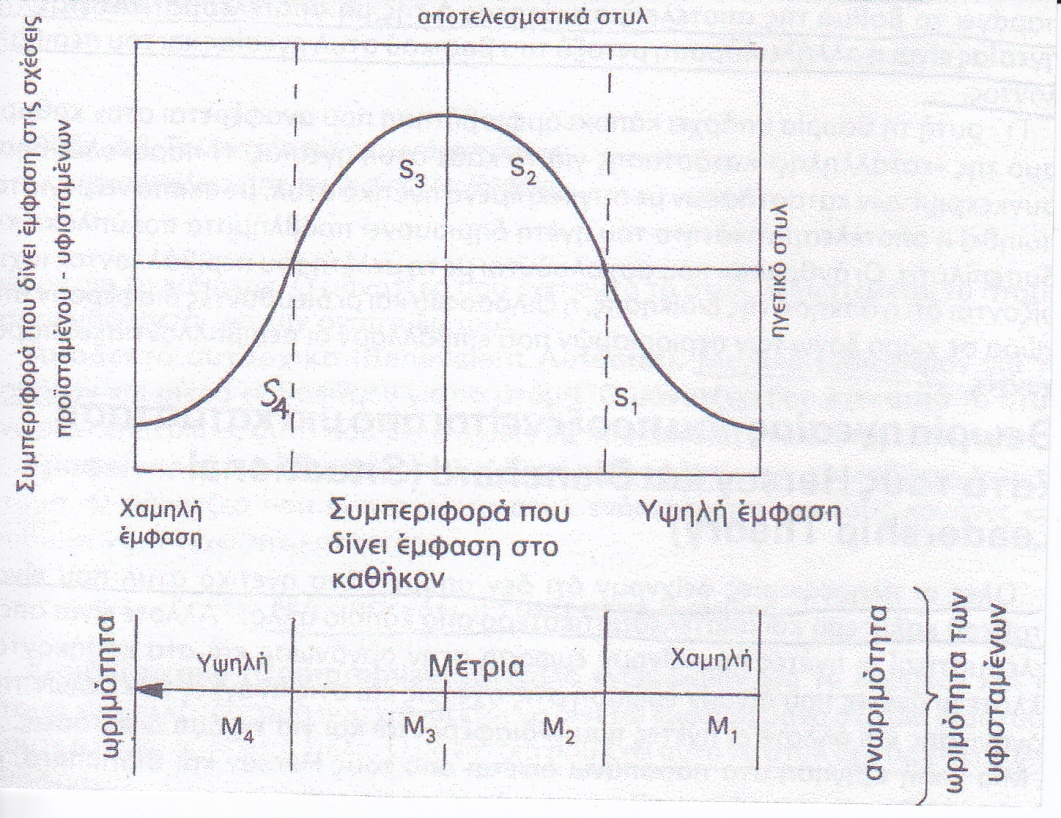 αποτελεσματικά στυλ
Συμπεριφορά που δίνει έμφαση στις σχέσεις
προισταμένου - υφισταμένων
S3
S2
ηγετικό στυλ
S4
S1
Χαμηλή
έμφαση
Συμπεριφορά που
δίνει έμφαση στο
καθήκον
Υψηλή έμφαση
ωριμότητα
Υψηλή
Μέτρια
Χαμηλή
M4
M3
M2
M1
ανωριμότητα
ωριμότητα των
υφισταμένων